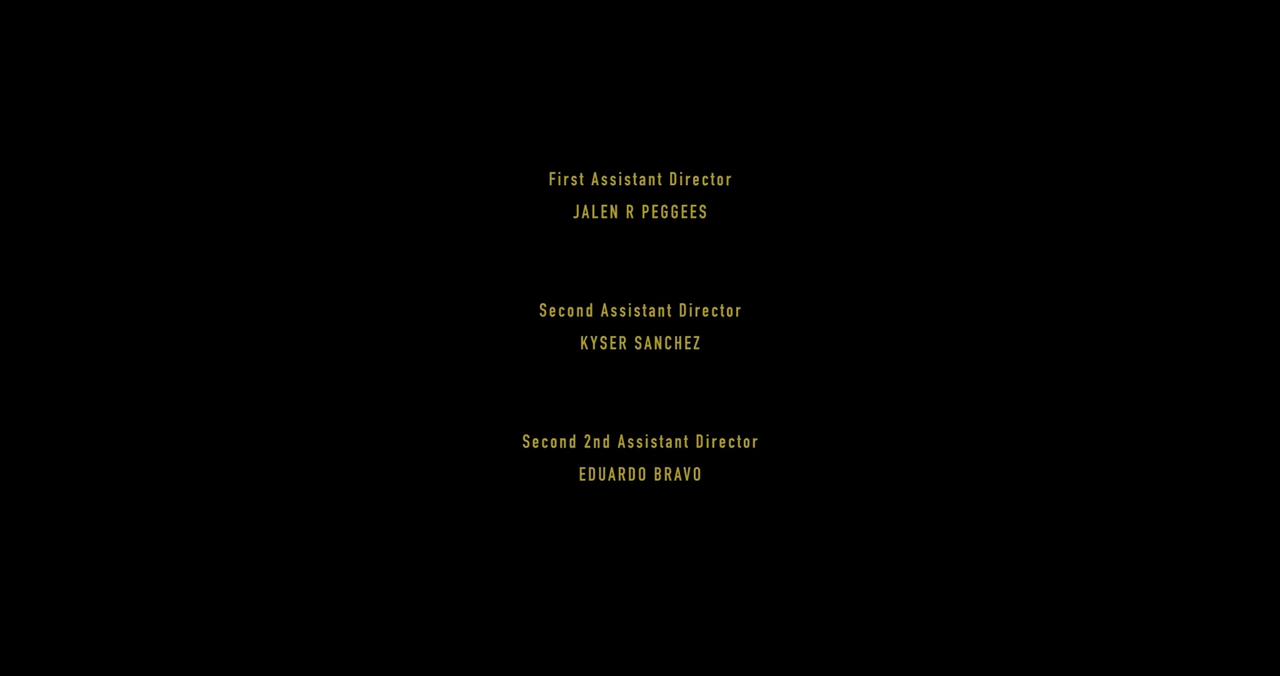 First Assistant Director
JALEN R PEGGEES
Second Assistant Director
KYSER SANCHEZ
Second 2nd Assistant Director
EDUARDO BRAVO